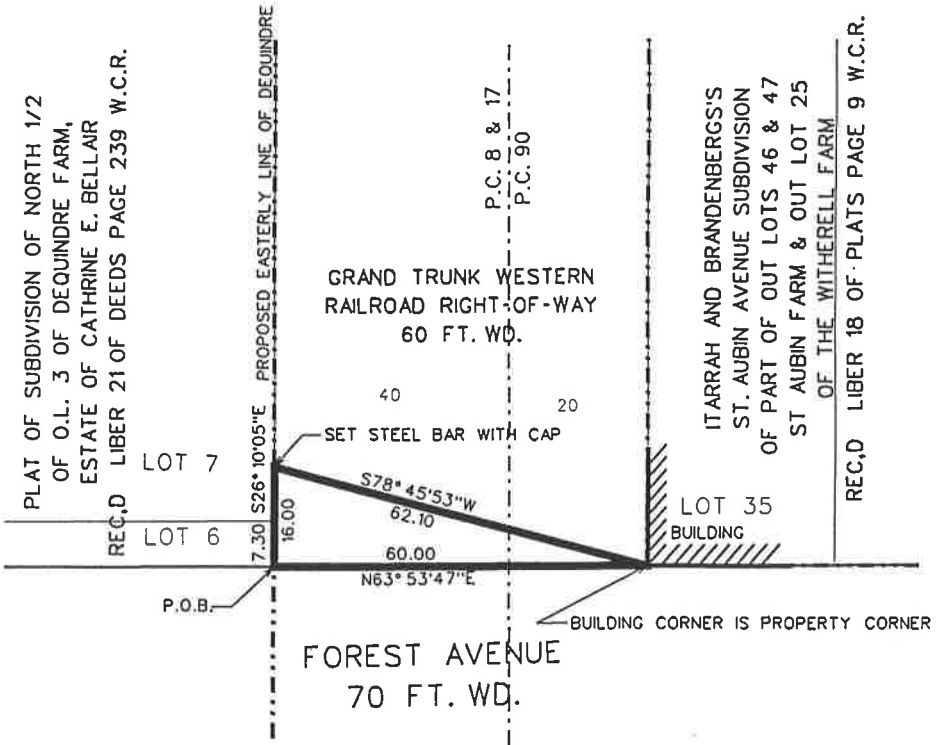 PLAT OF SUBDIVISION OF NORTH 1/2
OF O.L. 3 OF DEQUINDRE FARM,
ESTATE OF CATHRINE E. BELLAIR
REC,D LIBER 21 OF DEEDS PAGE 239 W.C.R.
LOT 7
LOT 6
PROPOSED EASTERLY LINE OF DEQUINDRE
7.30 S26° 10'05"E
16.00
P.C. 8 & 17
P.C. 90
GRAND TRUNK WESTERN
RAILROAD RIGHT-OF-WAY
60 FT. WD.
40
20
SET STEEL BAR WITH CAP
S78° 45'53"W
62.10
60.00
N63° 53'47"E
P.O.B.
ITARRAH AND BRANDENBERGS'S
ST. AUBIN AVENUE SUBDIVISION
OF PART OF OUT LOTS 46 & 47
ST AUBIN FARM & OUT LOT 25
OF THE WITHERELL FARM
REC,D LIBER 18 OF PLATS PAGE 9 W.C.R.
LOT 35
BUILDING
BUILDING CORNER IS PROPERTY CORNER
FOREST AVENUE
70 FT. WD.